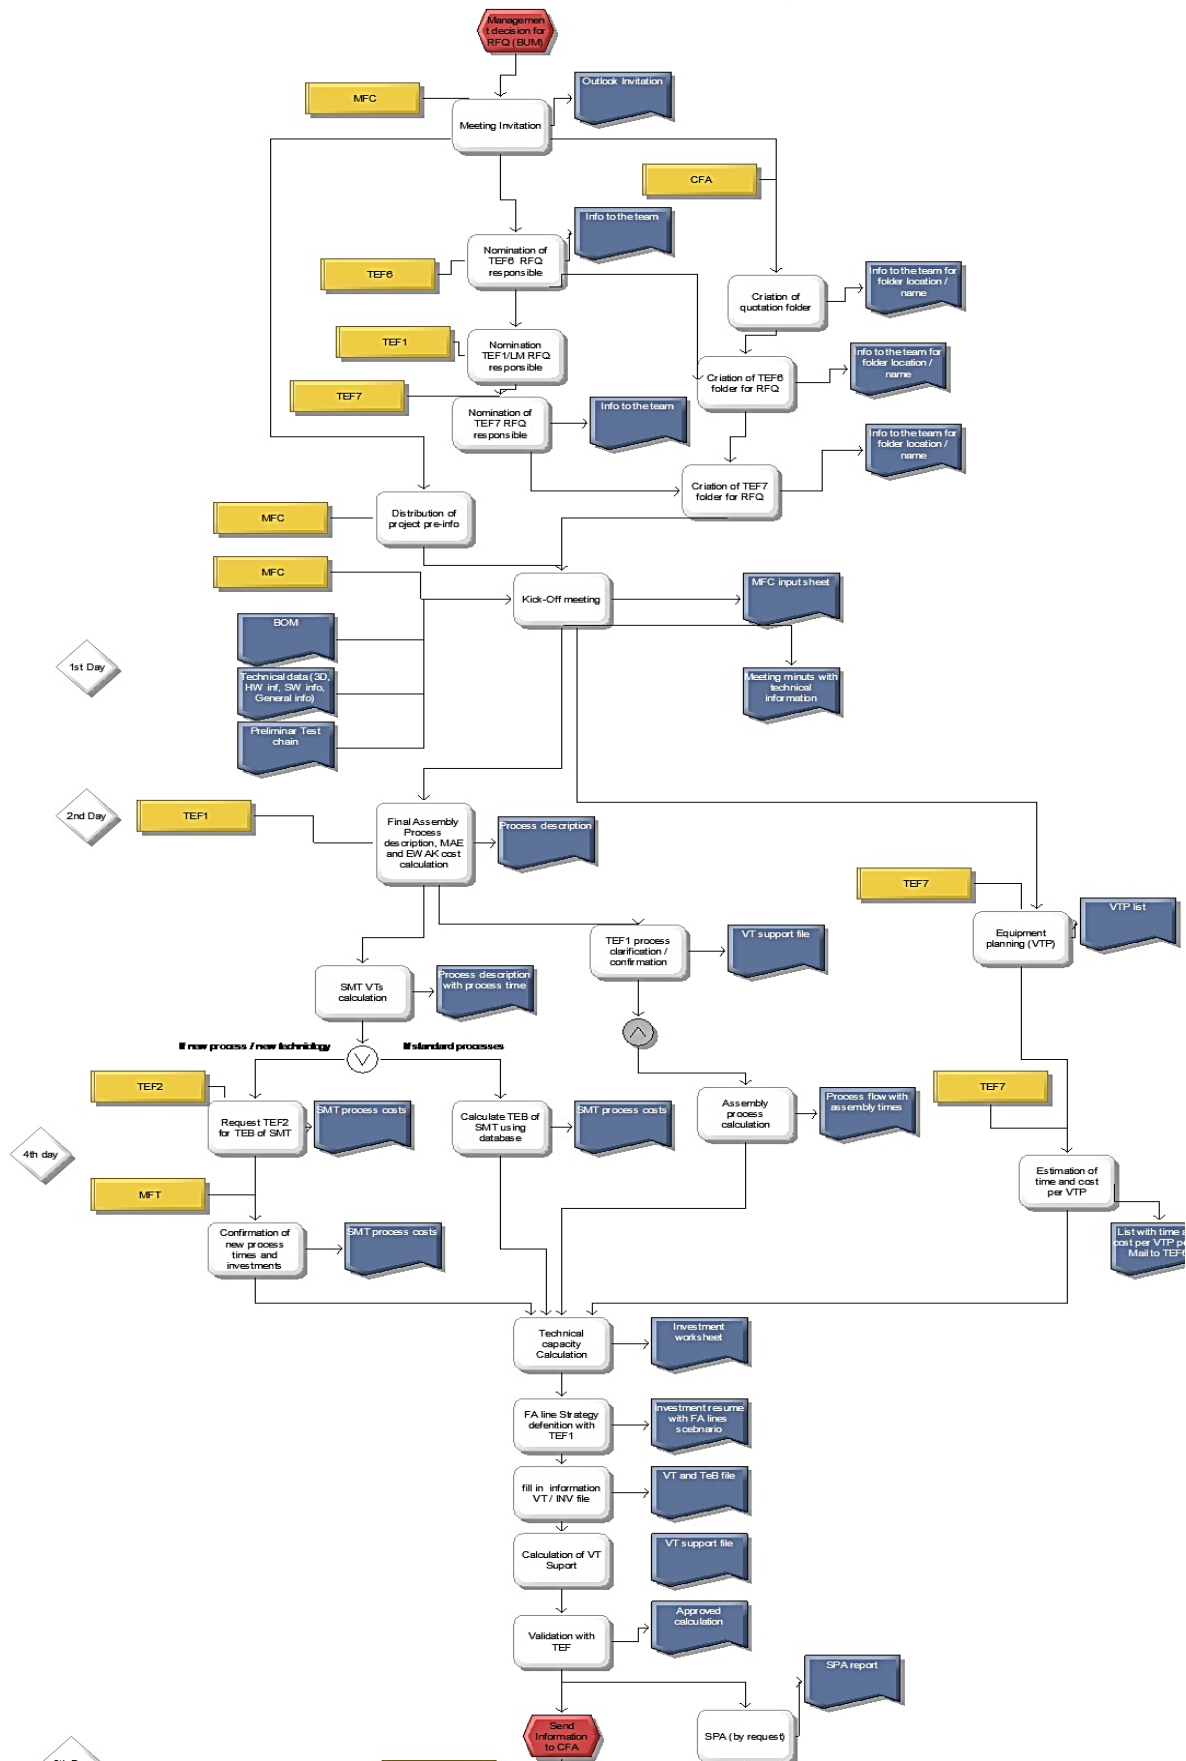 Managemen
t decision for
RFQ (BUM)
Outlook Invitation
MFC
Meeting Invitation
CFA
Info to the team
Nomination of
TEF6 RFQ
responsible
TEF6
Info to the team for
folder location /
name
Criation of
quotation folder
TEF1
Nomination
TEF1/LM RFQ
responsible
Info to the team for
folder location /
name
Criation of TEF6
folder for RFQ
TEF7
Nomination of
TEF7 RFQ
responsible
Info to the team
Info to the team for
folder location /
name
Criation of TEF7
folder for RFQ
MFC
Distribution of
project pre-info
MFC
Kick-Off meeting
MFC input sheet
BOM
1st Day
Technical data (3D,
HW inf, SW info,
General info)
Meeting minuts with
technical
information
Preliminar Test
chain
2nd Day
TEF1
Final Assembly
Process
description, MAE
and EWAK cost
calculation
Process description
TEF7
VTP list
Equipment
planning (VTP)
TEF1 process
clarification /
confirmation
VT support file
SMT VTs
calculation
Process description
with process time
If new process / new technlogy
If standard processes
TEF2
Request TEF2
for TEB of SMT
SMT process costs
Calculate TEB of
SMT using
database
SMT process costs
Assembly
process
calculation
Process flow with
assembly times
TEF7
4th day
Estimation of
time and cost
per VTP
MFT
Confirmation of
new process
times and
investments
SMT process costs
List with time a
cost per VTP pe
Mail to TEF6
Technical
capacity
Calculation
Investment
worksheet
FA line Strategy
defenition with
TEF1
Investment resume
with FA lines
scebnario
fill in information
VT / INV file
VT and TeB file
Calculation of VT
Suport
VT support file
Validation with
TEF
Approved
calculation
SPA report
Send
Information
to CFA
SPA (by request)